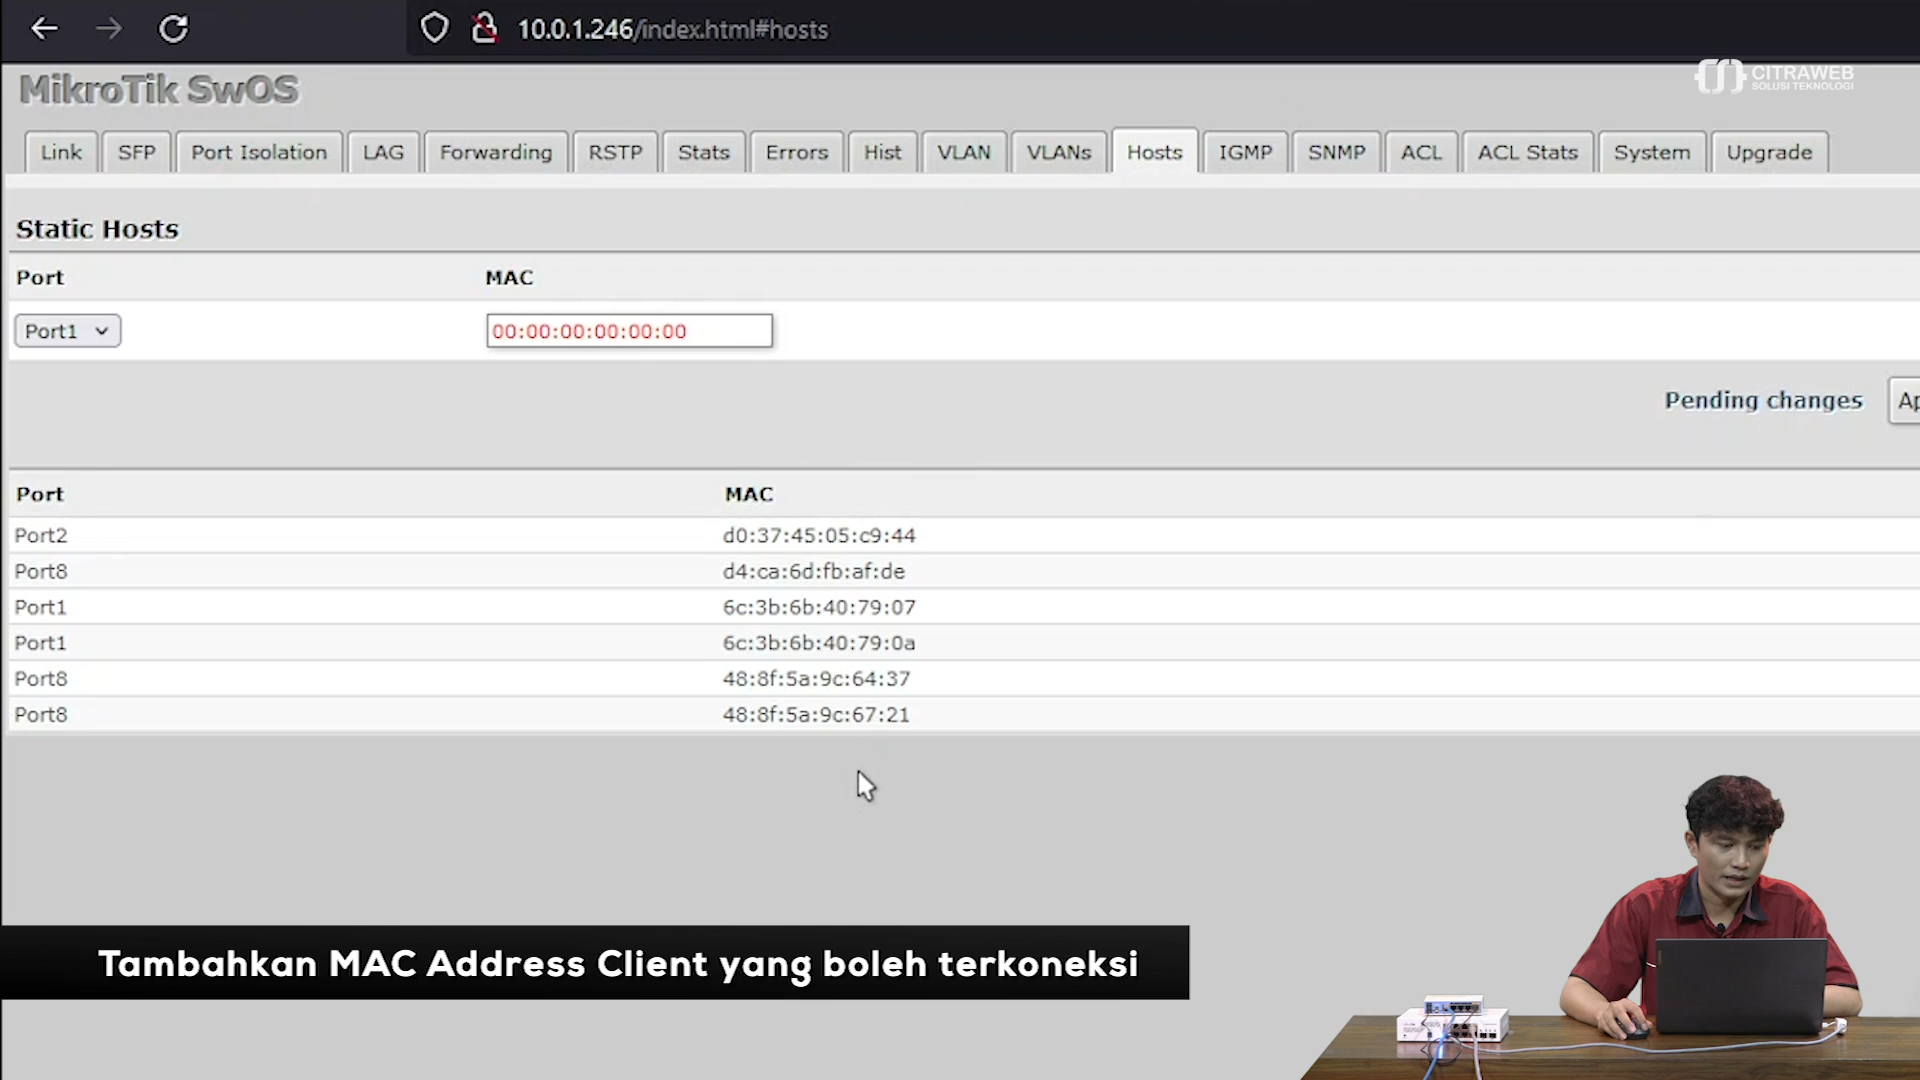 10.0.1.246/index.html#hosts
MikroTik SwOS
CITRAWEB
SOLUSI TEKNOLOGI
Link SFP Port Isolation LAG Forwarding RSTP Stats Errors Hist VLAN VLANs Hosts IGMP SNMP ACL ACL Stats System Upgrade
Static Hosts
Port MAC
Port1 00:00:00:00:00:00
Pending changes Ap
Port MAC
Port2 d0:37:45:05:c9:44
Port8 d4:ca:6d:fb:af:de
Port1 6c:3b:6b:40:79:07
Port1 6c:3b:6b:40:79:0a
Port8 48:8f:5a:9c:64:37
Port8 48:8f:5a:9c:67:21
Tambahkan MAC Address Client yang boleh terkoneksi